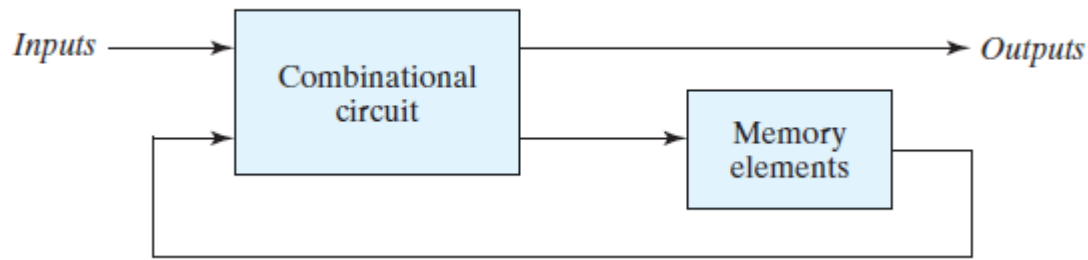 Inputs
Combinational
circuit
Outputs
Memory
elements